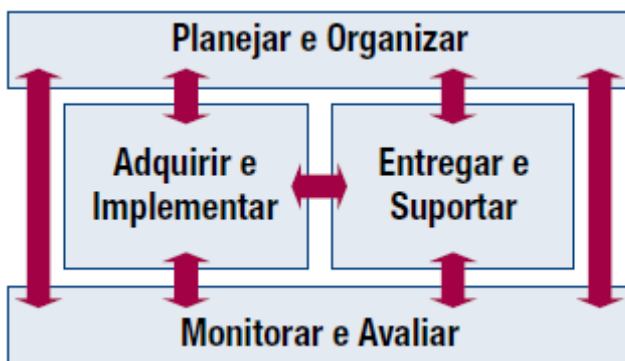 Planejar e Organizar
Adquirir e
Implementar
Entregar e
Suportar
Monitorar e Avaliar